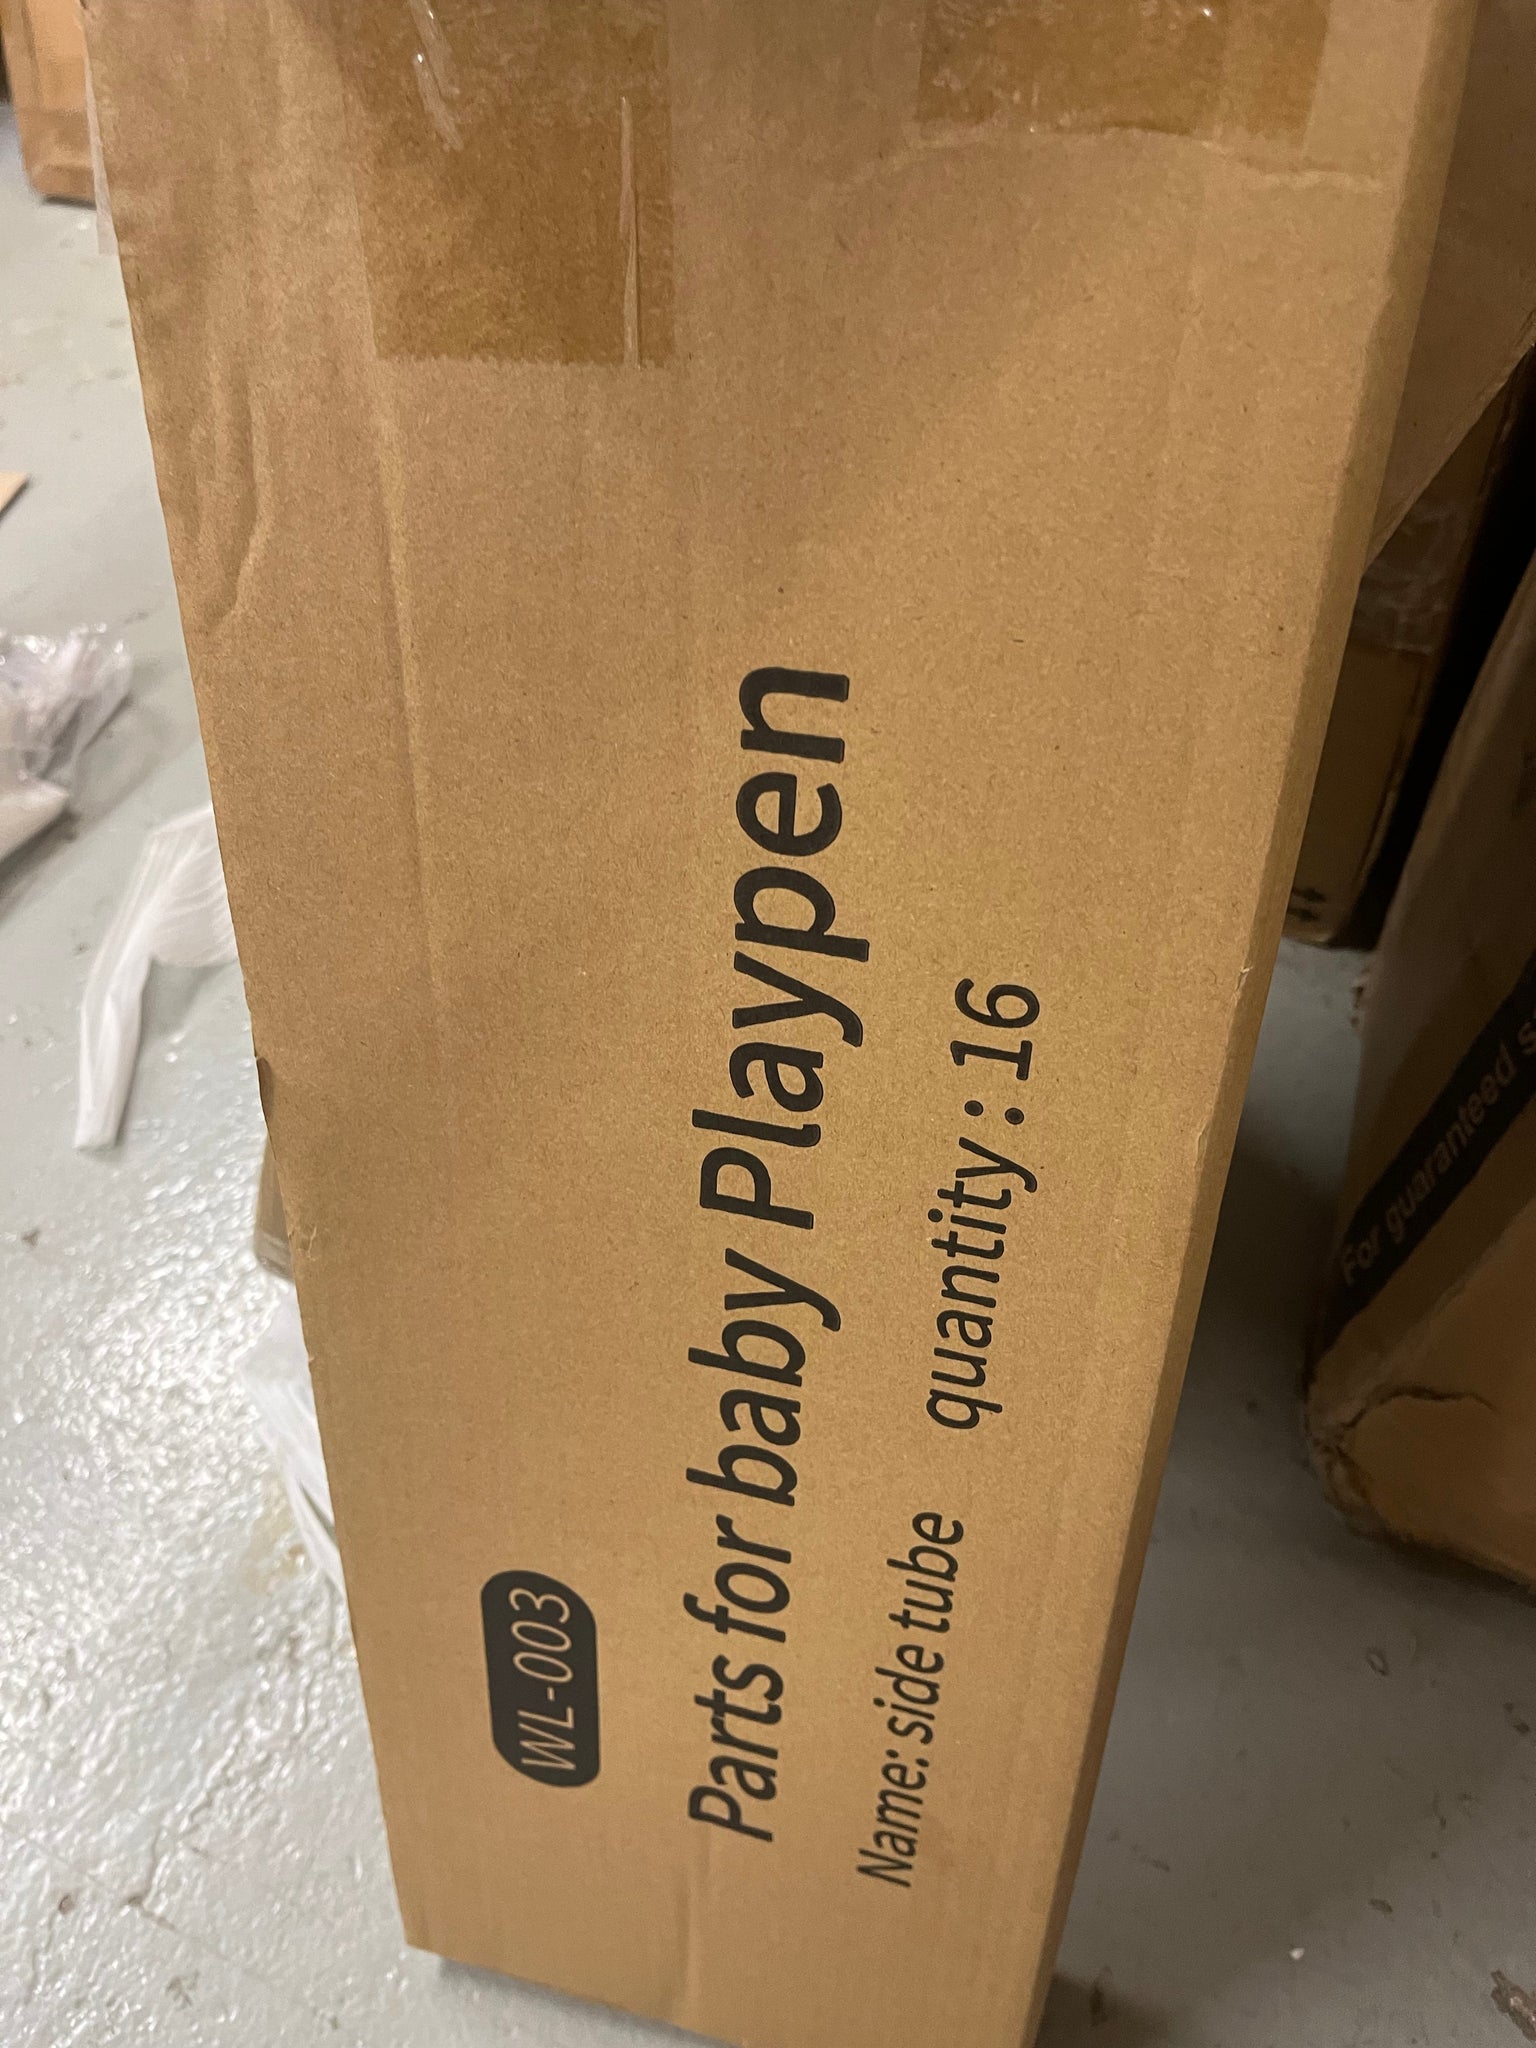 WL-003
Parts for baby Playpen
Name: side tube quantity : 16
For guaranteed